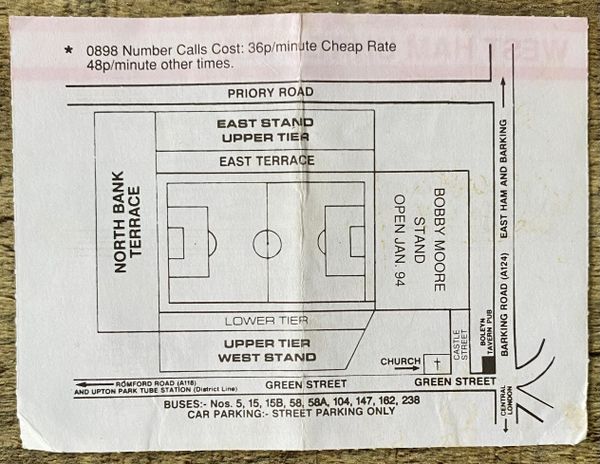 WEST HAM U
* 0898 Number Calls Cost: 36p/minute Cheap Rate
48p/minute other times.
PRIORY ROAD
EAST STAND
UPPER TIER
EAST TERRACE
NORTH BANK
TERRACE
BOBBY MOORE
STAND
OPEN JAN. 94
EAST HAM AND BARKING
BARKING ROAD (A124)
LOWER TIER
UPPER TIER
WEST STAND
CASTLE
STREET
BOLEYN
TAVERN PUB
CHURCH
ROMFORD ROAD (A118)
AND UPTON PARK TUBE STATION (District Line)
GREEN STREET
GREEN STREET
CENTRAL
LONDON
BUSES:- Nos. 5, 15, 15B, 58, 58A, 104, 147, 162, 238
CAR PARKING:- STREET PARKING ONLY